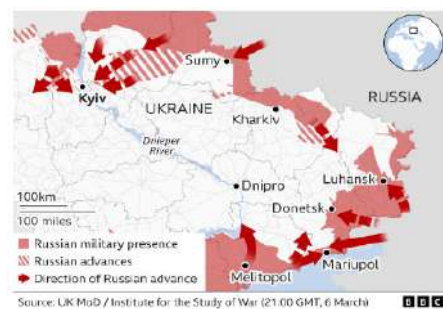 Sumy
Kyiv
UKRAINE
RUSSIA
Kharkiv
Dnieper
River
Luhansk
Dnipro
Donetsk
100km
100 miles
Mariupol
Melitopol
Russian military presence
Russian advances
Direction of Russian advance
Source: UK MoD / Institute for the Study of War (21:00 GMT, 6 March)
BBC